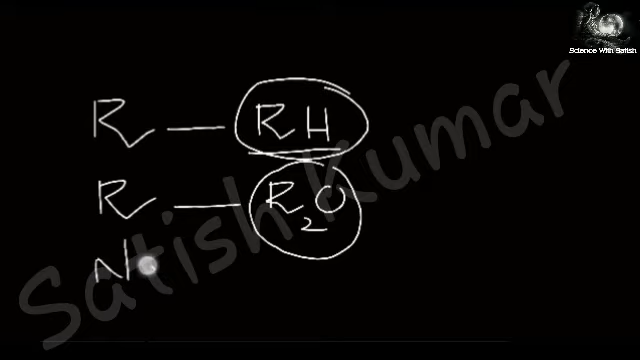 Science With Satish
R — RH
R — R₂O
N
Satish Kumar